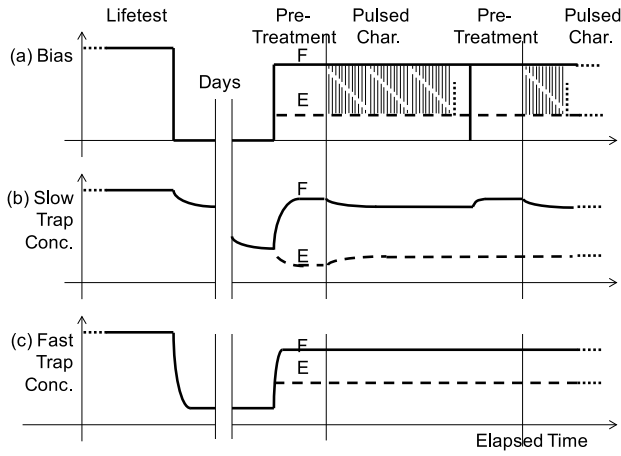 Lifetest
Pre-
Treatment
Pulsed
Char.
Pre-
Treatment
Pulsed
Char.
(a) Bias
Days
F
E
(b) Slow
Trap
Conc.
F
E
(c) Fast
Trap
Conc.
F
E
Elapsed Time